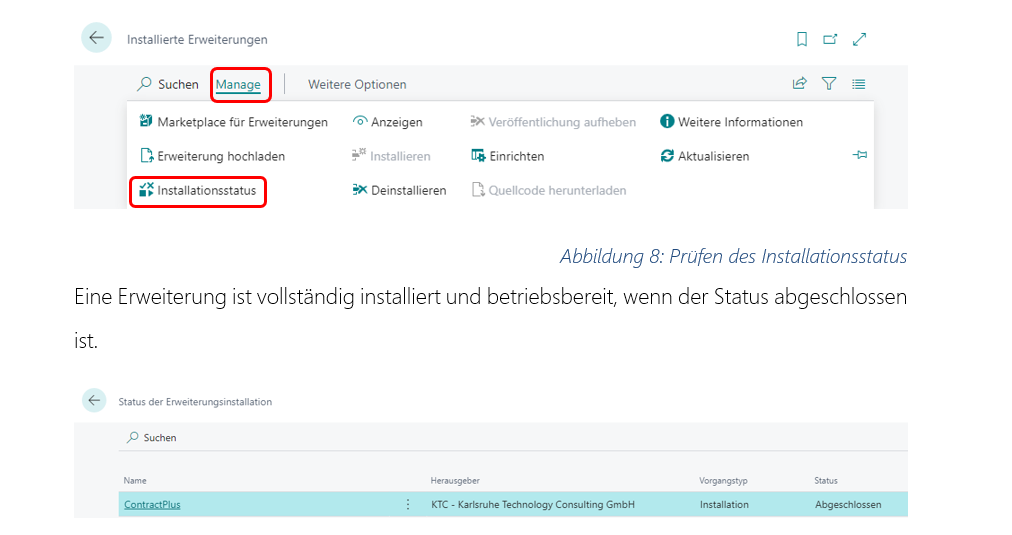 Installierte Erweiterungen
Suchen Manage Weitere Optionen
Marketplace für Erweiterungen Anzeigen Veröffentlichung aufheben Weitere Informationen
Erweiterung hochladen Installieren Einrichten Aktualisieren
Installationsstatus Deinstallieren Quellcode herunterladen
Abbildung 8: Prüfen des Installationsstatus
Eine Erweiterung ist vollständig installiert und betriebsbereit, wenn der Status abgeschlossen
ist.
Status der Erweiterungsinstallation
Suchen
Name Herausgeber Vorgangstyp Status
ContractPlus KTC - Karlsruhe Technology Consulting GmbH Installation Abgeschlossen